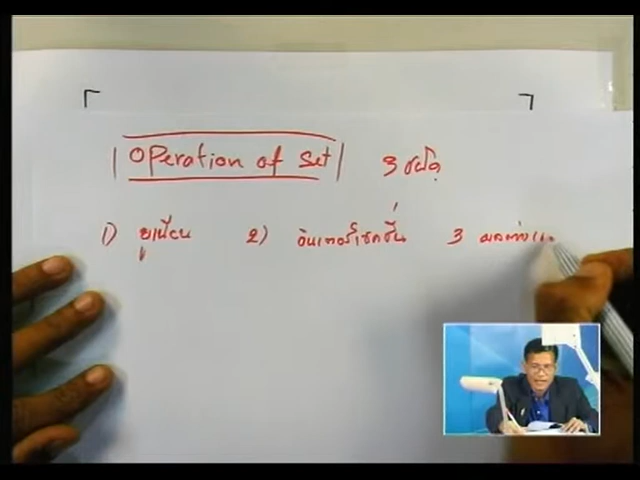 Operation of Set 3 ชนิด
1) ยูเนียน 2) อินเตอร์เซคชั่น 3 ผลต่าง